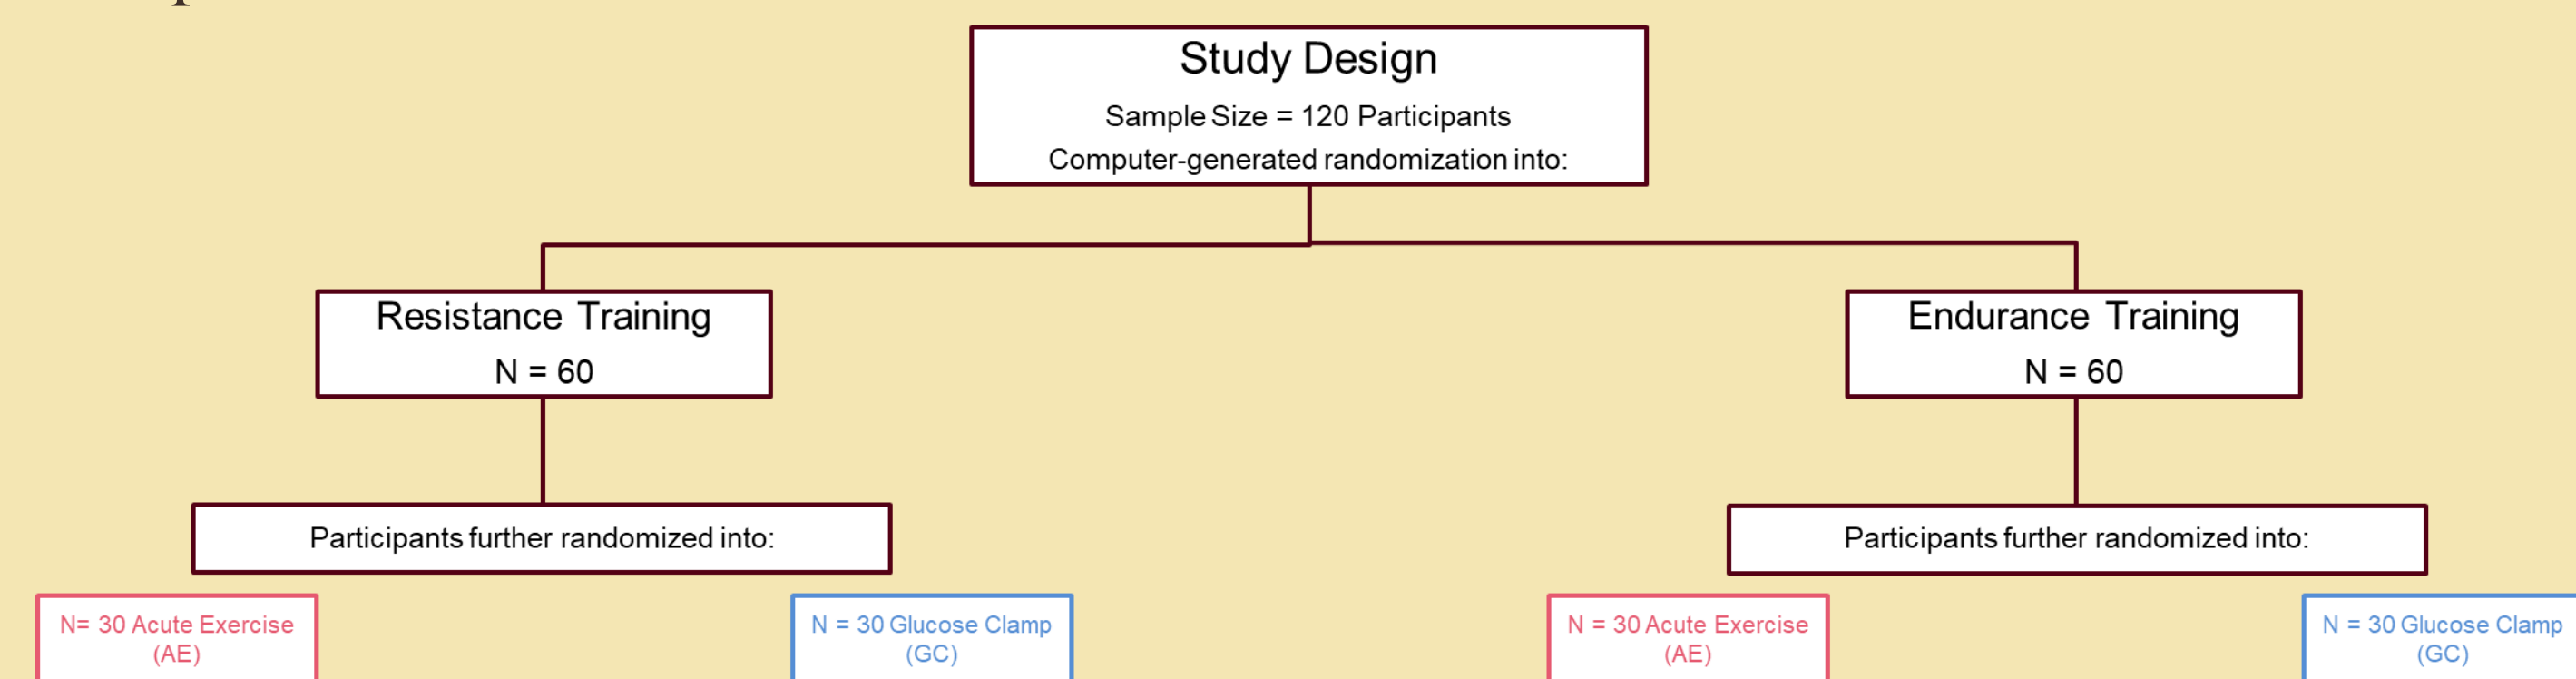 Study Design
Sample Size = 120 Participants
Computer-generated randomization into:
Resistance Training
N = 60
Endurance Training
N = 60
Participants further randomized into:
Participants further randomized into:
N= 30 Acute Exercise
(AE)
N = 30 Glucose Clamp
(GC)
N = 30 Acute Exercise
(AE)
N = 30 Glucose Clamp
(GC)